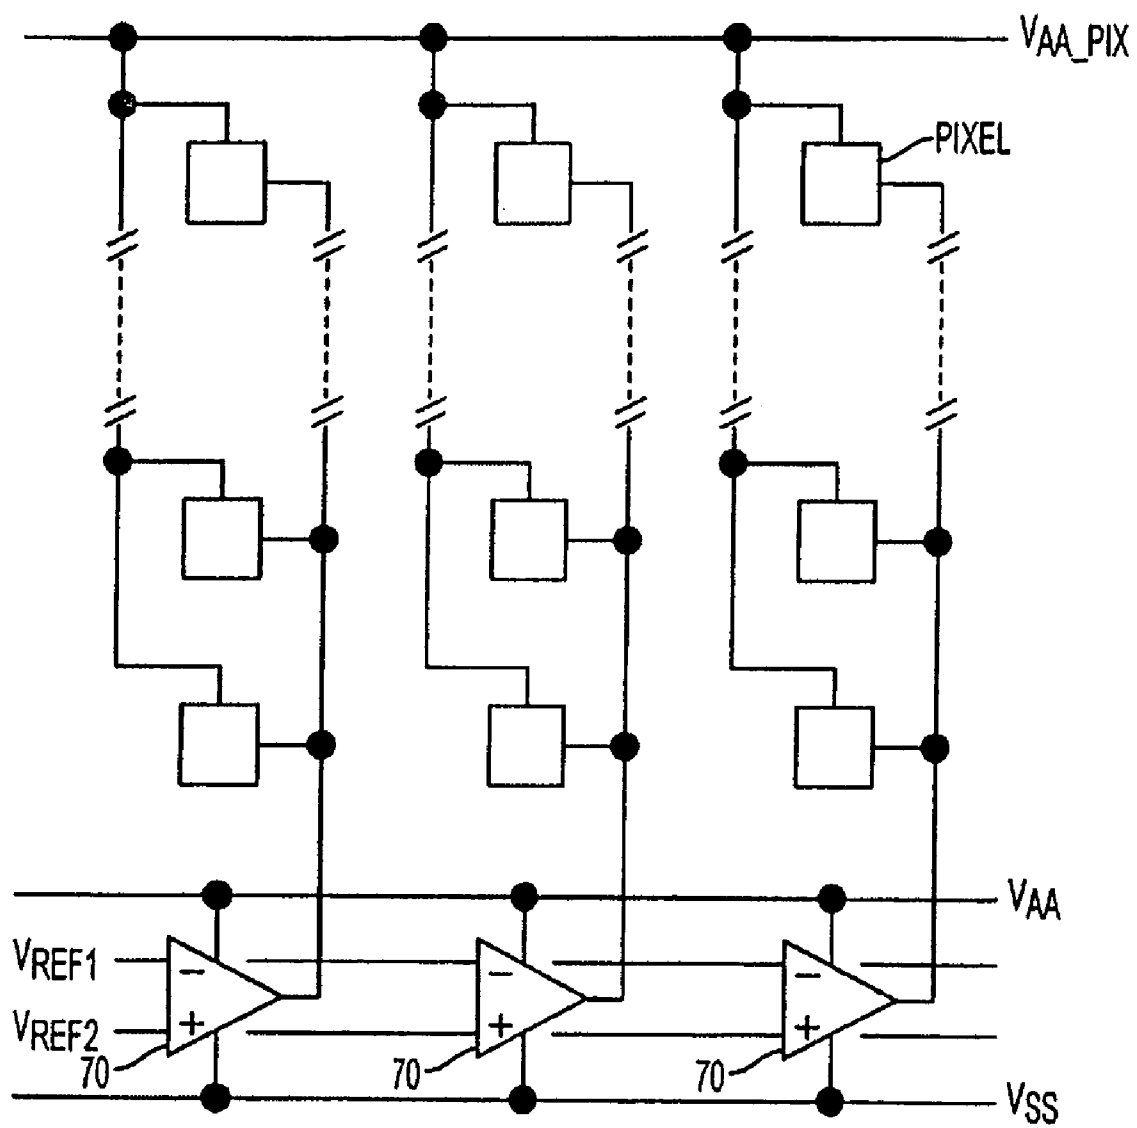 VAA_PIX
PIXEL
VAA
VREF1
− − −
VREF2
+ + +
70 70 70
VSS